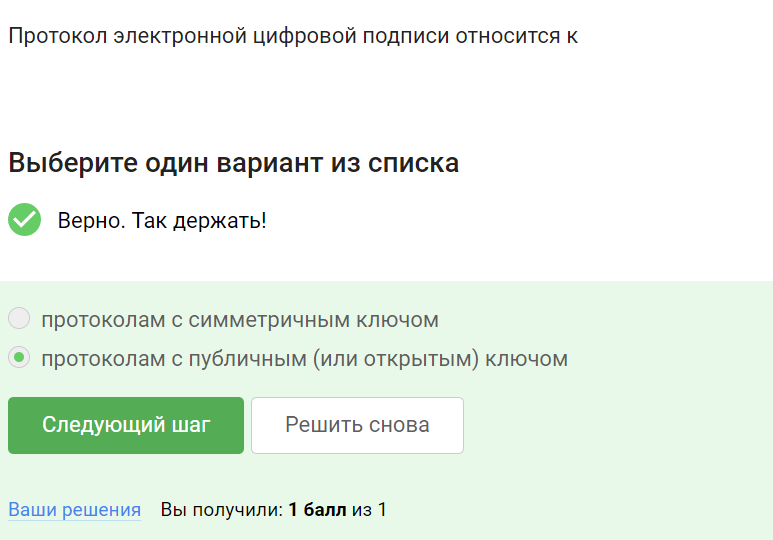 Протокол электронной цифровой подписи относится к
Выберите один вариант из списка
Верно. Так держать!
протоколам с симметричным ключом
протоколам с публичным (или открытым) ключом
Следующий шаг
Решить снова
Ваши решения Вы получили: 1 балл из 1